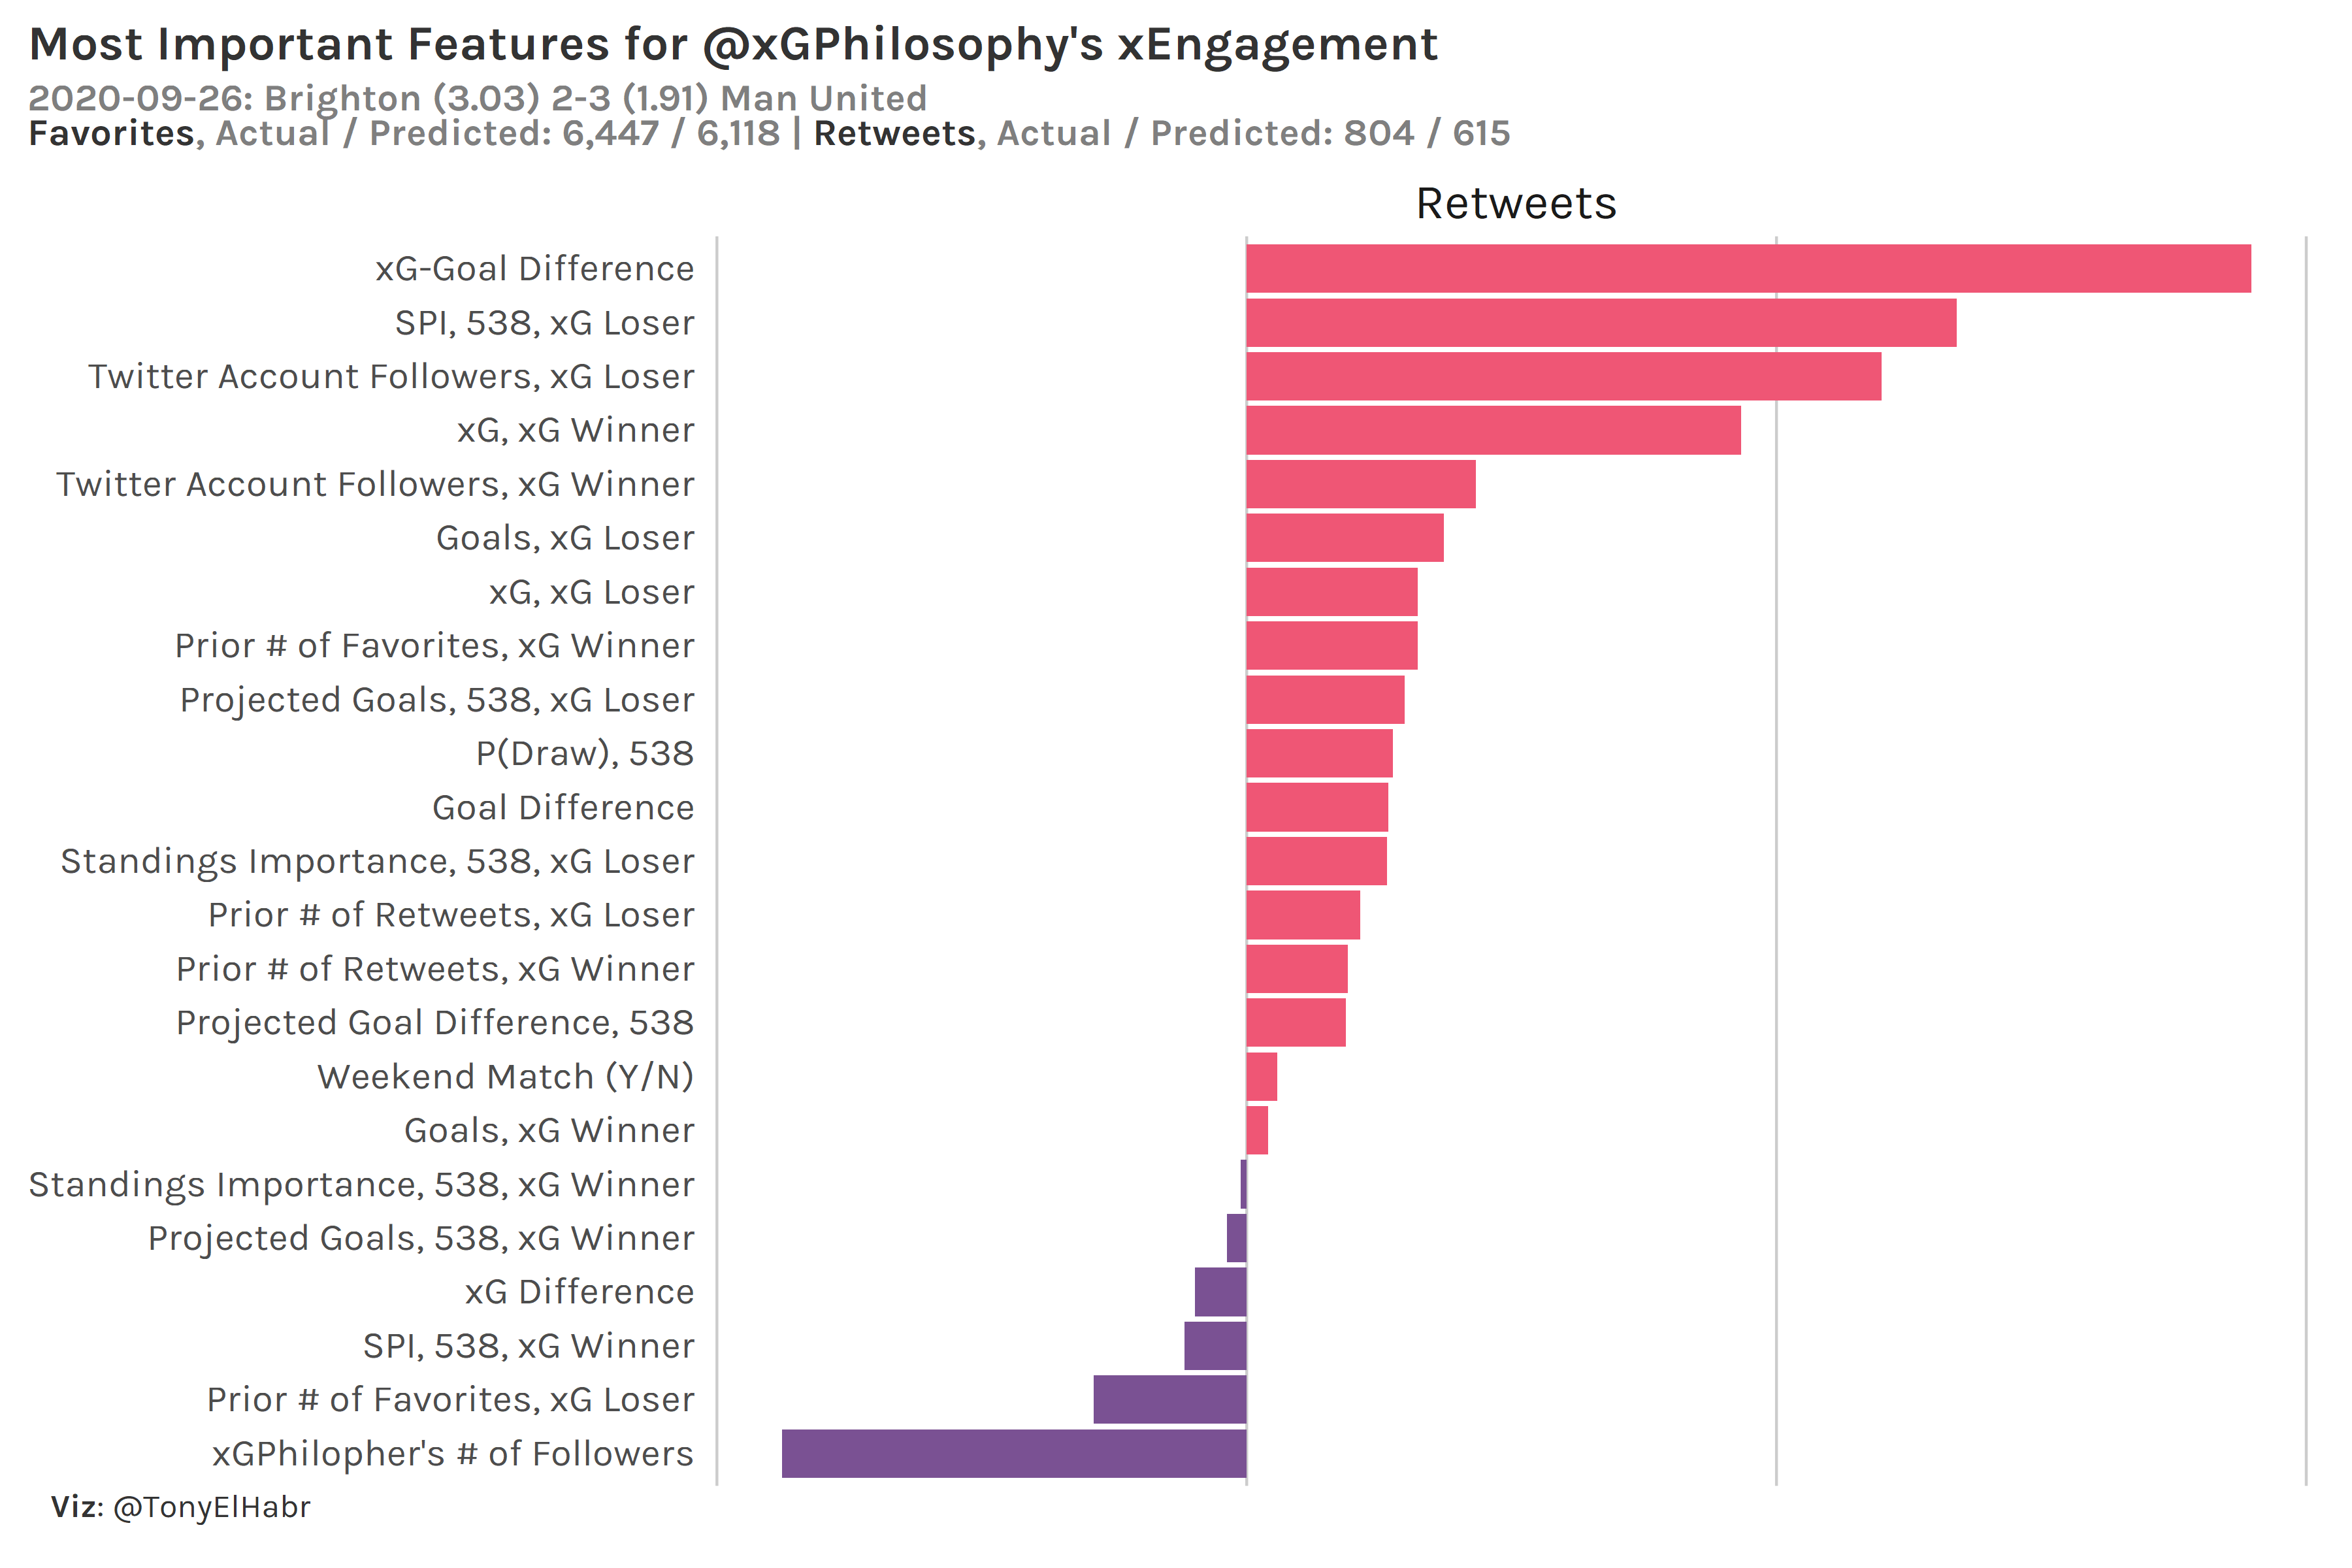 Most Important Features for @xGPhilosophy's xEngagement
2020-09-26: Brighton (3.03) 2-3 (1.91) Man United
Favorites, Actual / Predicted: 6,447 / 6,118 | Retweets, Actual / Predicted: 804 / 615
Retweets
xG-Goal Difference
SPI, 538, xG Loser
Twitter Account Followers, xG Loser
xG, xG Winner
Twitter Account Followers, xG Winner
Goals, xG Loser
xG, xG Loser
Prior # of Favorites, xG Winner
Projected Goals, 538, xG Loser
P(Draw), 538
Goal Difference
Standings Importance, 538, xG Loser
Prior # of Retweets, xG Loser
Prior # of Retweets, xG Winner
Projected Goal Difference, 538
Weekend Match (Y/N)
Goals, xG Winner
Standings Importance, 538, xG Winner
Projected Goals, 538, xG Winner
xG Difference
SPI, 538, xG Winner
Prior # of Favorites, xG Loser
xGPhilopher's # of Followers
Viz: @TonyElHabr